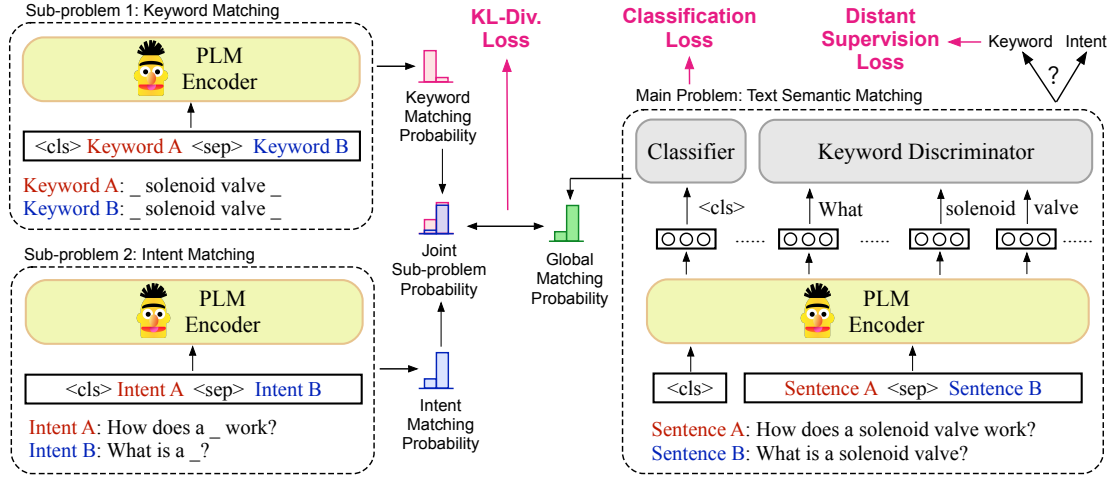 Sub-problem 1: Keyword Matching
PLM
Encoder
<cls> Keyword A <sep> Keyword B
Keyword A: _ solenoid valve _
Keyword B: _ solenoid valve _
Sub-problem 2: Intent Matching
PLM
Encoder
<cls> Intent A <sep> Intent B
Intent A: How does a _ work?
Intent B: What is a _?
Keyword
Matching
Probability
Joint
Sub-problem
Probability
Intent
Matching
Probability
KL-Div.
Loss
Global
Matching
Probability
Classification
Loss
Distant
Supervision
Loss
Keyword
Intent
?
Main Problem: Text Semantic Matching
Classifier
Keyword Discriminator
<cls>
What
solenoid
valve
PLM
Encoder
<cls>
Sentence A <sep> Sentence B
Sentence A: How does a solenoid valve work?
Sentence B: What is a solenoid valve?